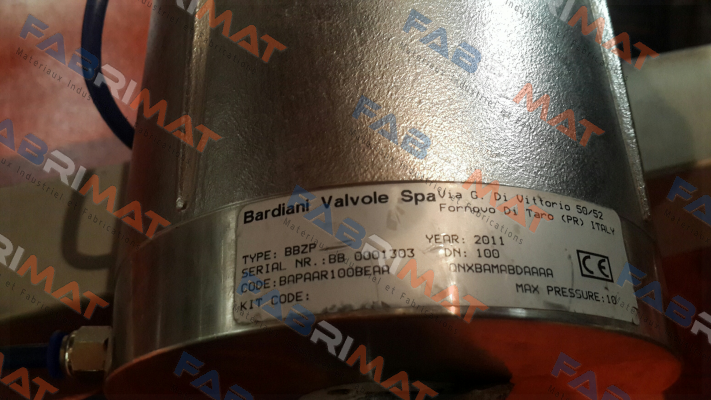 Bardiani Valvole Spa
Via G. Di Vittorio 50/52
Fornovo Di Taro (PR) ITALY
TYPE: BBZP
YEAR: 2011
SERIAL NR.:BB 0001303
DN: 100
CODE:BAPAAR100BEAA
QNXBAMABDAAAA
CE
KIT CODE:
MAX PRESSURE:10
FABRIMAT